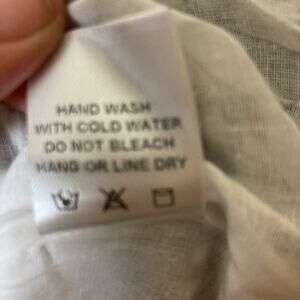 HAND WASH
WITH COLD WATER
DO NOT BLEACH
HANG OR LINE DRY